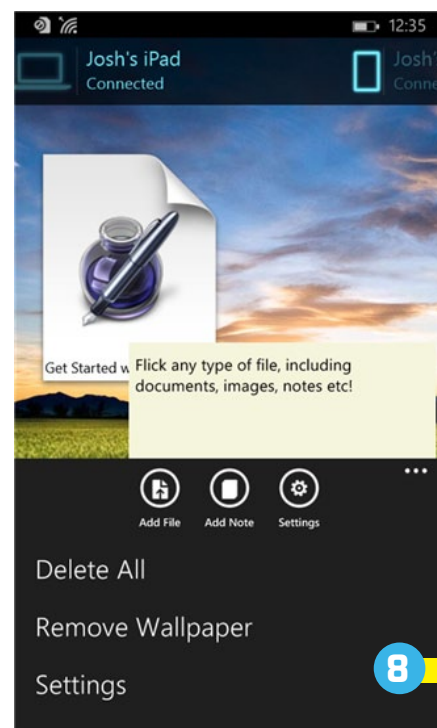 12:35
Josh's iPad
Connected
Josh'
Conne
Get Started w
Flick any type of file, including
documents, images, notes etc!
Add File Add Note Settings
Delete All
Remove Wallpaper
Settings
8